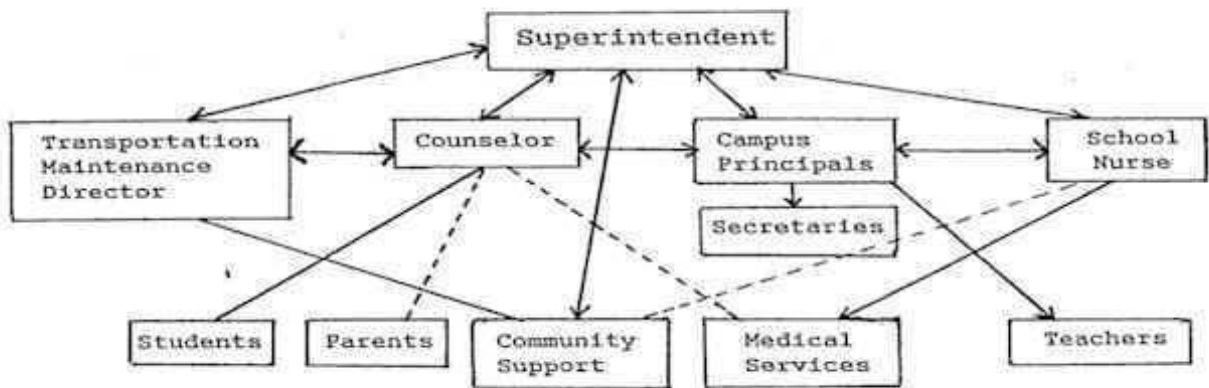 Superintendent
Transportation
Maintenance
Director
Counselor
Campus
Principals
School
Nurse
Secretaries
Students
Parents
Community
Support
Medical
Services
Teachers